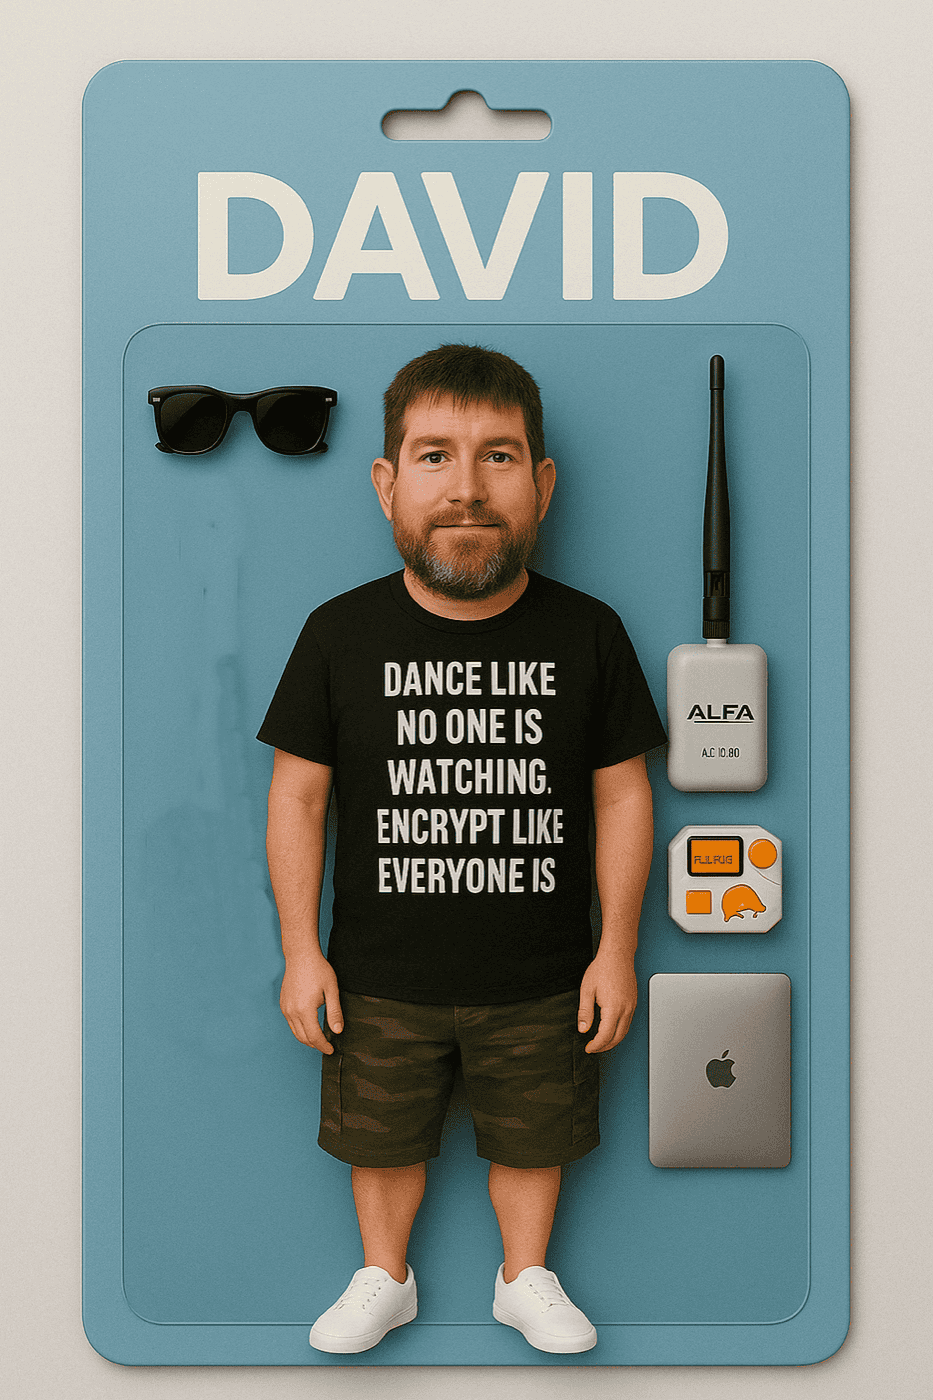 DAVID
DANCE LIKE
NO ONE IS
WATCHING.
ENCRYPT LIKE
EVERYONE IS
ALFA